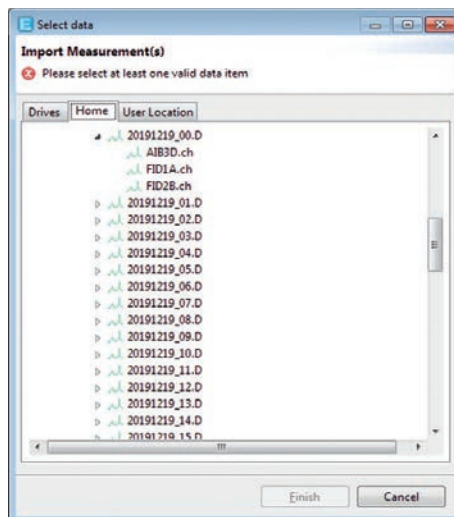 Select data
Import Measurement(s)
Please select at least one valid data item
Drives Home User Location
20191219_00.D
AIB3D.ch
FID1A.ch
FID2B.ch
20191219_01.D
20191219_02.D
20191219_03.D
20191219_04.D
20191219_05.D
20191219_06.D
20191219_07.D
20191219_08.D
20191219_09.D
20191219_10.D
20191219_11.D
20191219_12.D
20191219_13.D
20191219_14.D
20191219_15.D
Finish Cancel